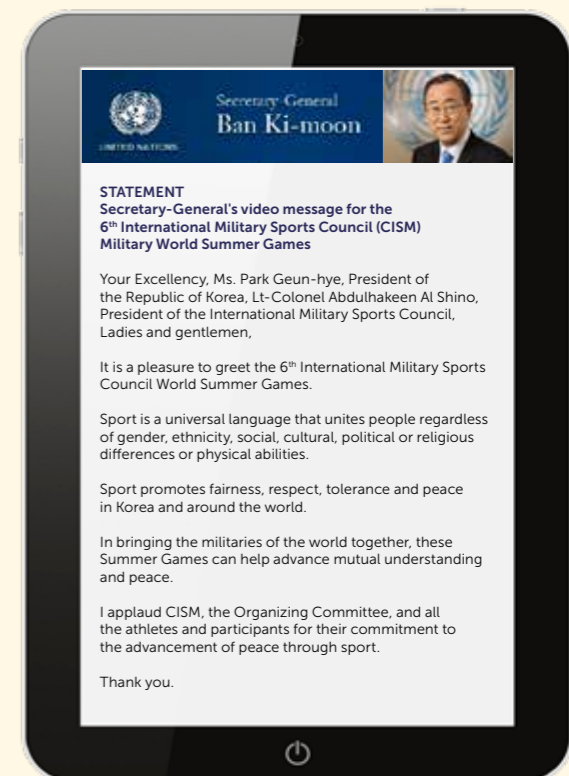 UNITED NATIONS
Secretary-General
Ban Ki-moon
STATEMENT
Secretary-General's video message for the
6th International Military Sports Council (CISM)
Military World Summer Games
Your Excellency, Ms. Park Geun-hye, President of
the Republic of Korea, Lt-Colonel Abdulhakeen Al Shino,
President of the International Military Sports Council,
Ladies and gentlemen,
It is a pleasure to greet the 6th International Military Sports
Council World Summer Games.
Sport is a universal language that unites people regardless
of gender, ethnicity, social, cultural, political or religious
differences or physical abilities.
Sport promotes fairness, respect, tolerance and peace
in Korea and around the world.
In bringing the militaries of the world together, these
Summer Games can help advance mutual understanding
and peace.
I applaud CISM, the Organizing Committee, and all
the athletes and participants for their commitment to
the advancement of peace through sport.
Thank you.